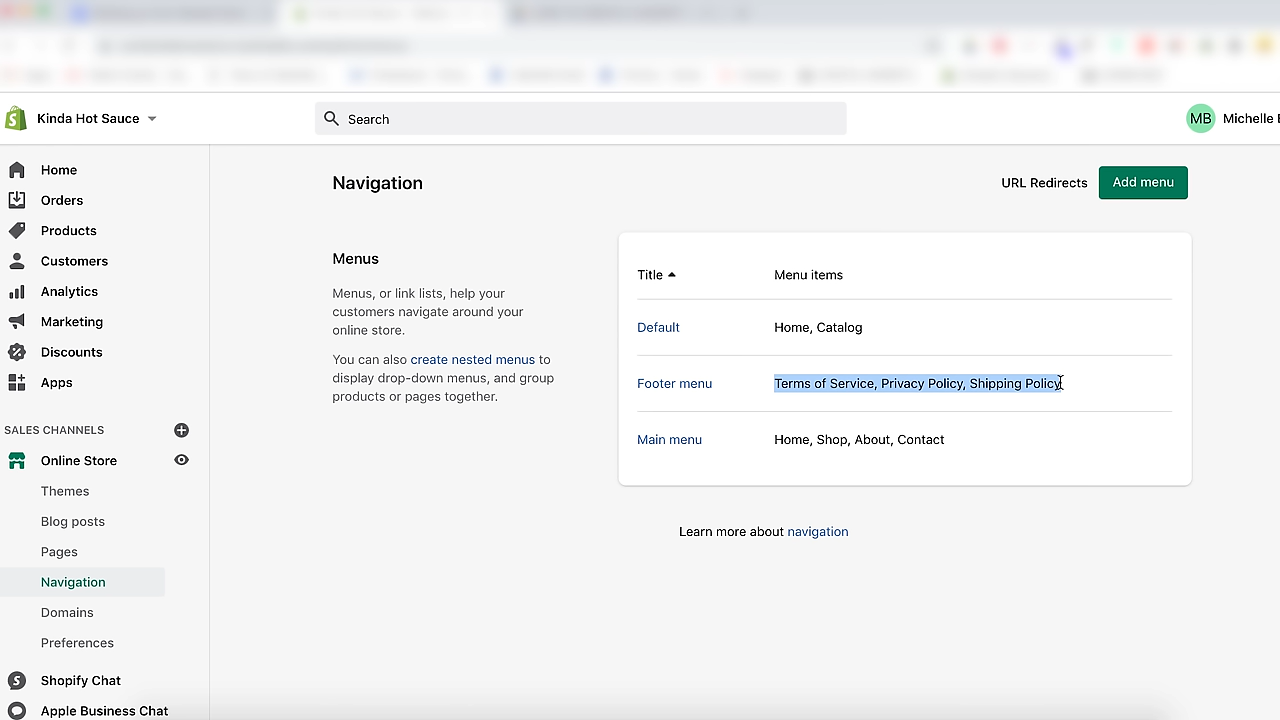 Kinda Hot Sauce
Search
MB
Michelle
Home
Orders
Products
Customers
Analytics
Marketing
Discounts
Apps
SALES CHANNELS
Online Store
Themes
Blog posts
Pages
Navigation
Domains
Preferences
Shopify Chat
Apple Business Chat
Navigation
URL Redirects
Add menu
Menus
Menus, or link lists, help your
customers navigate around your
online store.
You can also create nested menus to
display drop-down menus, and group
products or pages together.
Title Menu items
Default Home, Catalog
Footer menu Terms of Service, Privacy Policy, Shipping Policy
Main menu Home, Shop, About, Contact
Learn more about navigation